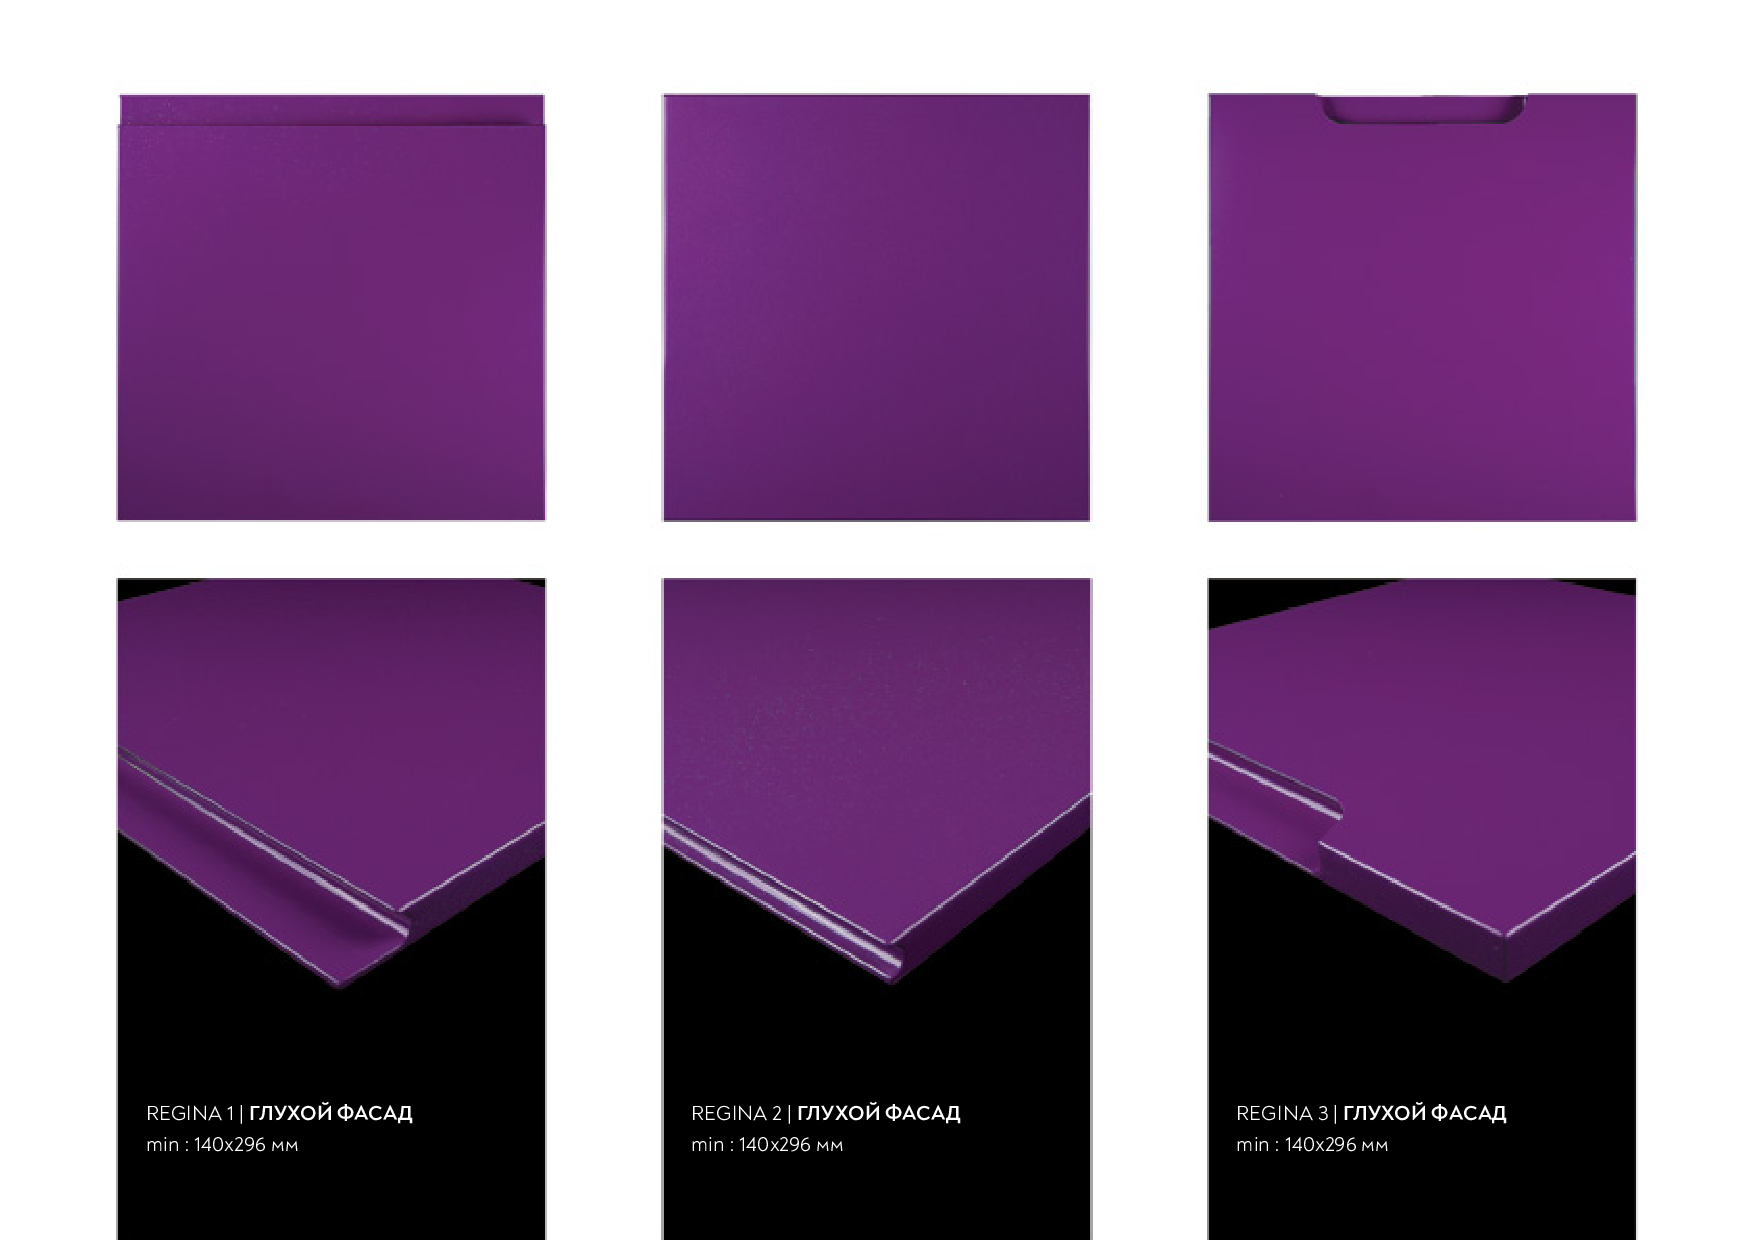 REGINA 1 | ГЛУХОЙ ФАСАД
min : 140x296 мм
REGINA 2 | ГЛУХОЙ ФАСАД
min : 140x296 мм
REGINA 3 | ГЛУХОЙ ФАСАД
min : 140x296 мм